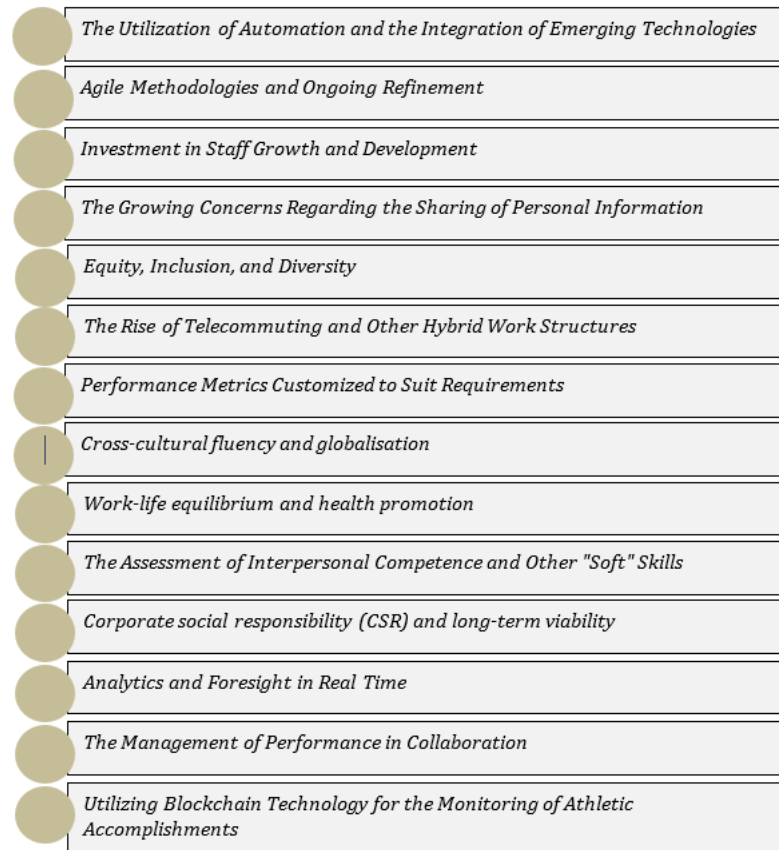 The Utilization of Automation and the Integration of Emerging Technologies
Agile Methodologies and Ongoing Refinement
Investment in Staff Growth and Development
The Growing Concerns Regarding the Sharing of Personal Information
Equity, Inclusion, and Diversity
The Rise of Telecommuting and Other Hybrid Work Structures
Performance Metrics Customized to Suit Requirements
Cross-cultural fluency and globalisation
Work-life equilibrium and health promotion
The Assessment of Interpersonal Competence and Other "Soft" Skills
Corporate social responsibility (CSR) and long-term viability
Analytics and Foresight in Real Time
The Management of Performance in Collaboration
Utilizing Blockchain Technology for the Monitoring of Athletic
Accomplishments